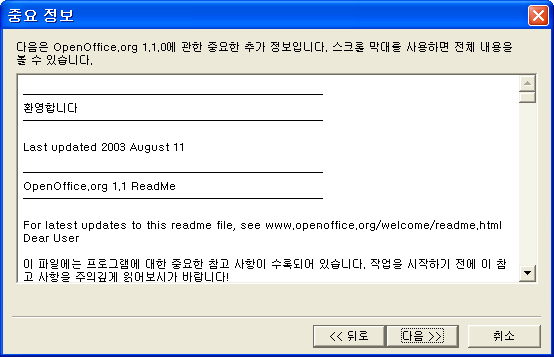 중요 정보
다음은 OpenOffice.org 1.1.0에 관한 중요한 추가 정보입니다. 스크롤 막대를 사용하면 전체 내용을
볼 수 있습니다.
환영합니다
Last updated 2003 August 11
OpenOffice.org 1.1 ReadMe
For latest updates to this readme file, see www.openoffice.org/welcome/readme.html
Dear User
이 파일에는 프로그램에 대한 중요한 참고 사항이 수록되어 있습니다. 작업을 시작하기 전에 이 참
고 사항을 주의깊게 읽어보시가 바랍니다!
<< 뒤로 다음 >> 취소